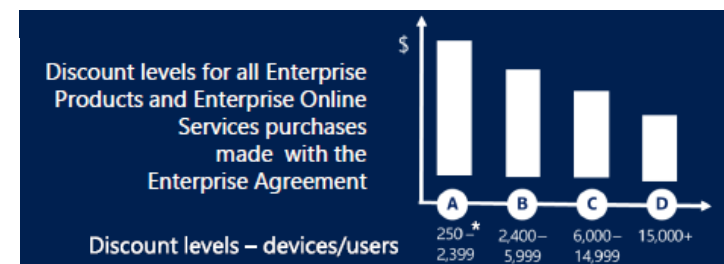 $
Discount levels for all Enterprise
Products and Enterprise Online
Services purchases
made with the
Enterprise Agreement
A B C D
Discount levels – devices/users
250–* 2,400– 6,000– 15,000+
2,399 5,999 14,999